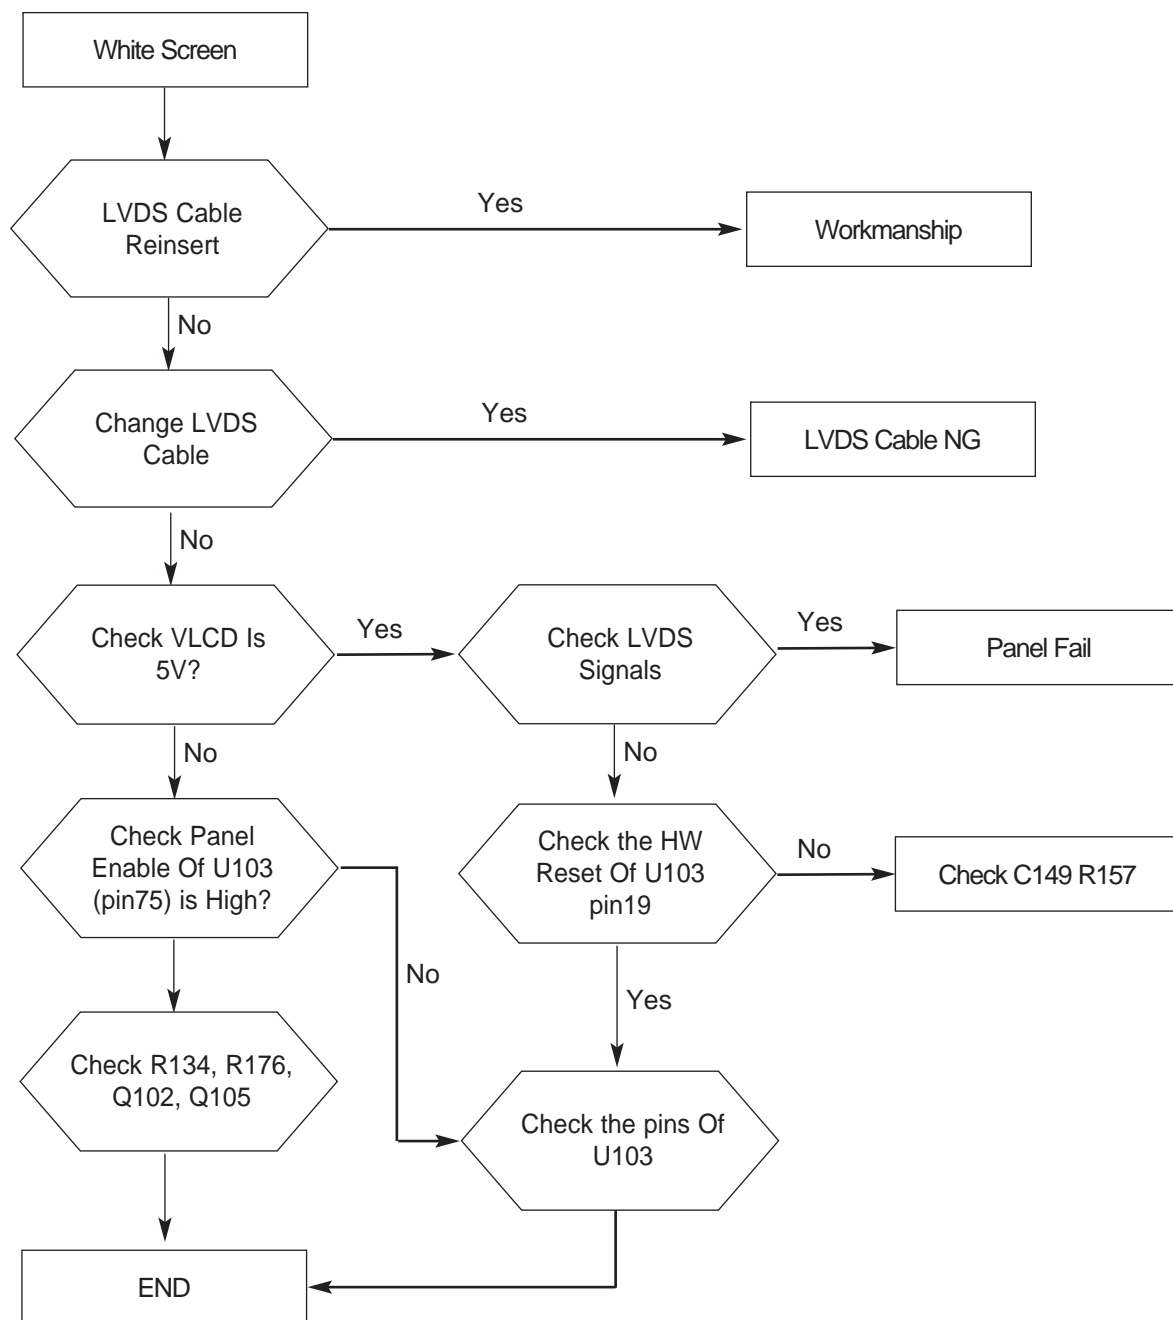 White Screen
LVDS Cable
Reinsert
Yes
Workmanship
No
Change LVDS
Cable
Yes
LVDS Cable NG
No
Check VLCD Is
5V?
Yes
Check LVDS
Signals
Yes
Panel Fail
No
No
Check Panel
Enable Of U103
(pin75) is High?
Check the HW
Reset Of U103
pin19
No
Check C149 R157
No
Yes
Check R134, R176,
Q102, Q105
Check the pins Of
U103
END